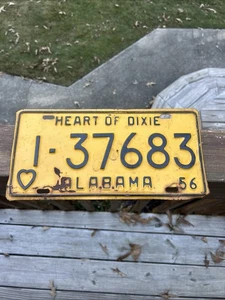 HEART OF DIXIE
1-37683
ALABAMA 56